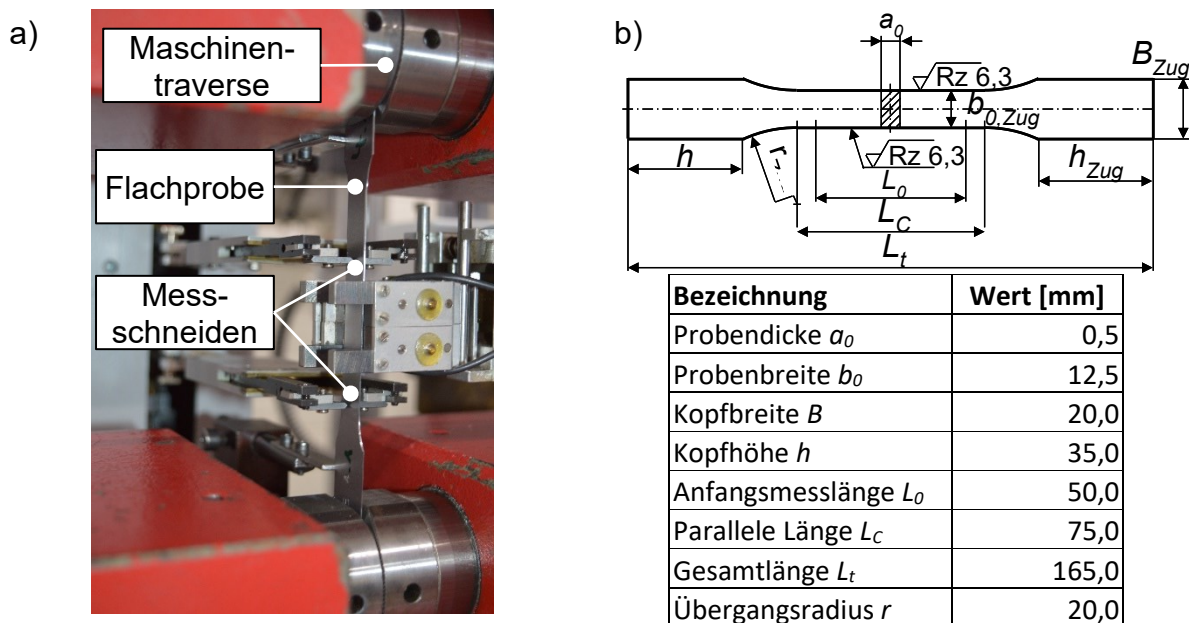 a)
Maschinen-
traverse
Flachprobe
Mess-
schneiden
b)
a0
Rz 6,3
BZug
b0,Zug
Rz 6,3
h
r
hZug
L0
LC
Lt
Bezeichnung Wert [mm]
Probendicke a0 0,5
Probenbreite b0 12,5
Kopfbreite B 20,0
Kopfhöhe h 35,0
Anfangsmesslänge L0 50,0
Parallele Länge LC 75,0
Gesamtlänge Lt 165,0
Übergangsradius r 20,0